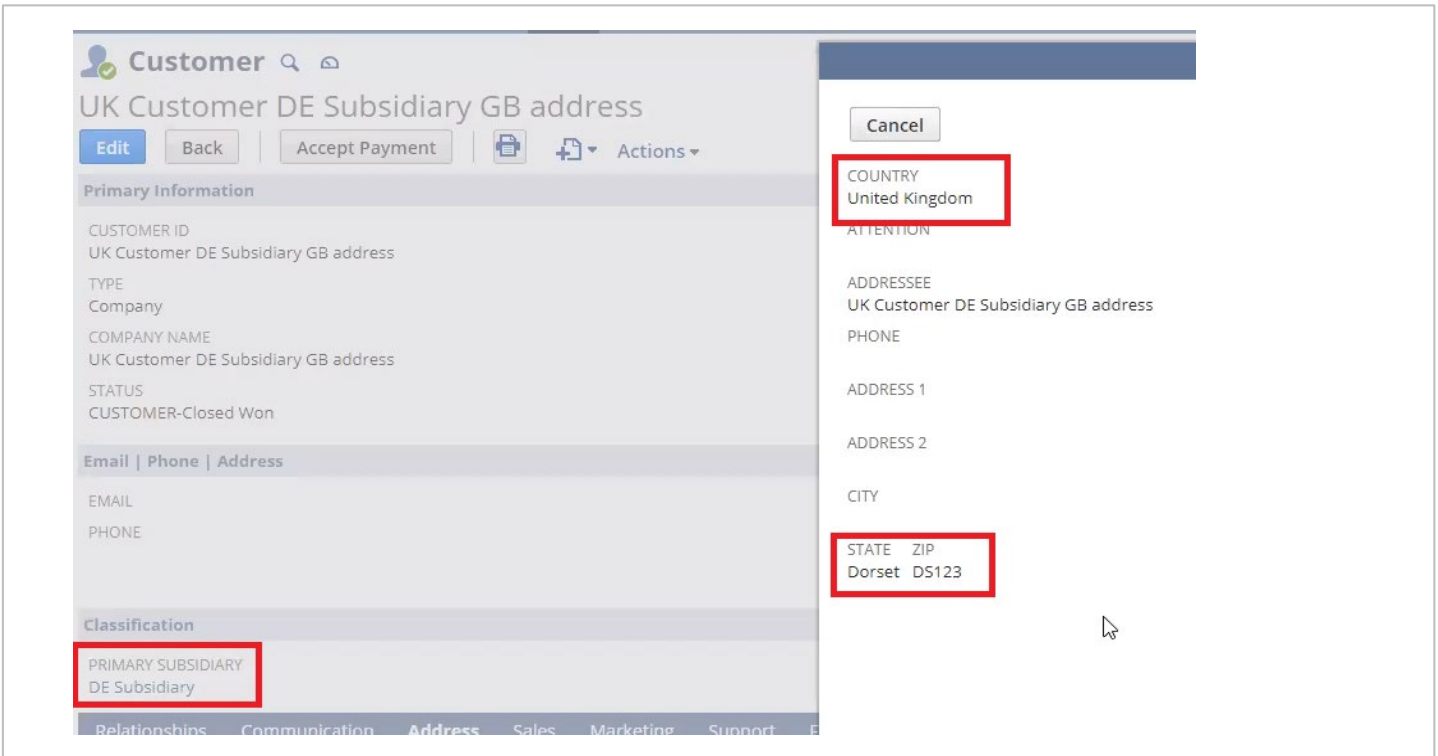 Customer
UK Customer DE Subsidiary GB address
Edit Back Accept Payment Actions
Primary Information
CUSTOMER ID
UK Customer DE Subsidiary GB address
TYPE
Company
COMPANY NAME
UK Customer DE Subsidiary GB address
STATUS
CUSTOMER-Closed Won
Email | Phone | Address
EMAIL
PHONE
Classification
PRIMARY SUBSIDIARY
DE Subsidiary
Relationships Communication Address Sales Marketing Support
Cancel
COUNTRY
United Kingdom
ATTENTION
ADDRESSEE
UK Customer DE Subsidiary GB address
PHONE
ADDRESS 1
ADDRESS 2
CITY
STATE ZIP
Dorset DS123